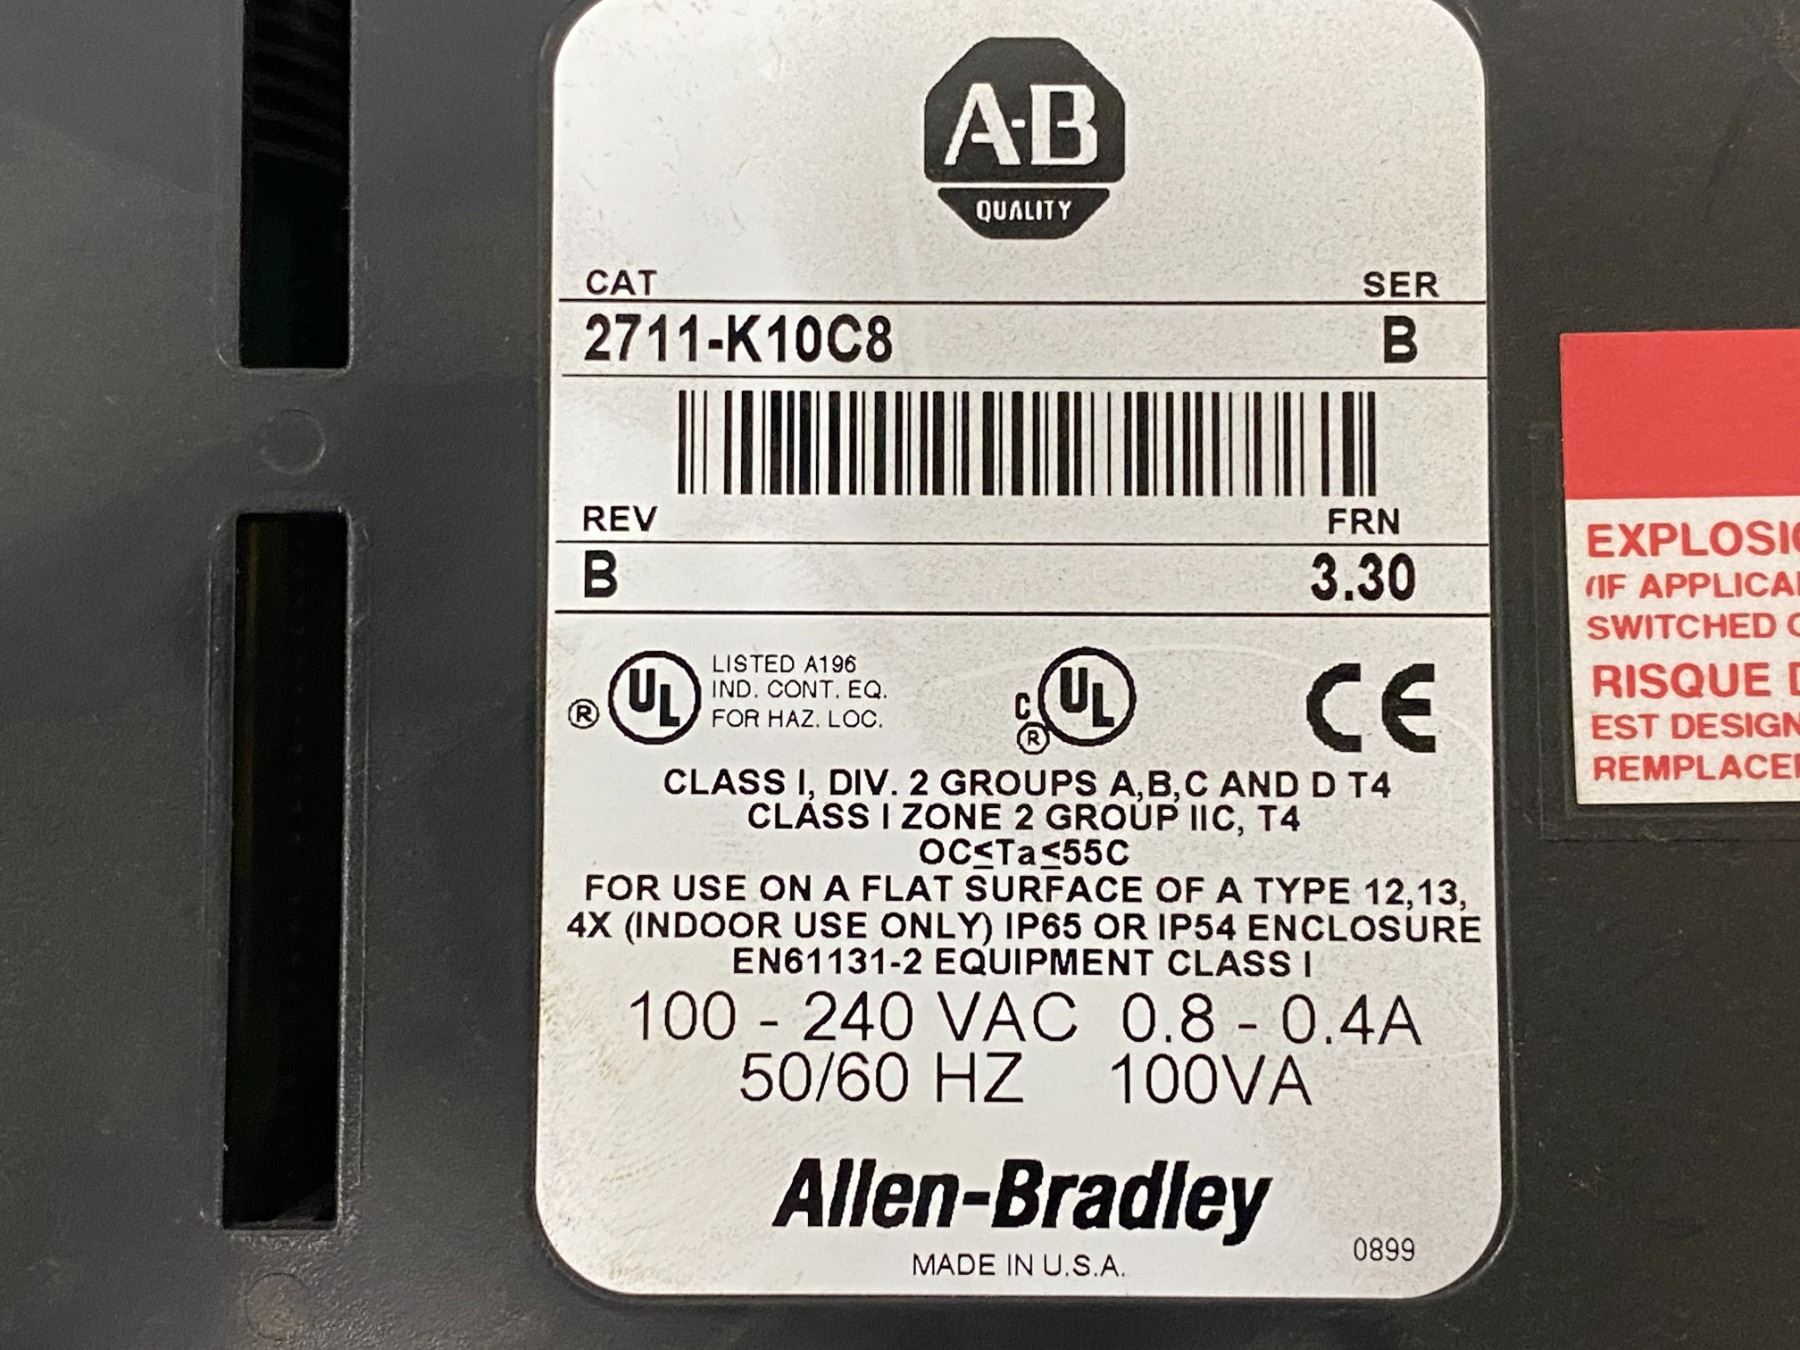 A-B
QUALITY
CAT SER
2711-K10C8 B
REV FRN
B 3.30
® UL LISTED A196
IND. CONT. EQ.
FOR HAZ. LOC.
C UL ®
CE
CLASS I, DIV. 2 GROUPS A,B,C AND D T4
CLASS I ZONE 2 GROUP IIC, T4
OC≤Ta≤55C
FOR USE ON A FLAT SURFACE OF A TYPE 12,13,
4X (INDOOR USE ONLY) IP65 OR IP54 ENCLOSURE
EN61131-2 EQUIPMENT CLASS I
100 - 240 VAC 0.8 - 0.4A
50/60 HZ 100VA
Allen-Bradley
MADE IN U.S.A.
0899
(IF
SWITCHED
RISQUE
EST DESIGN